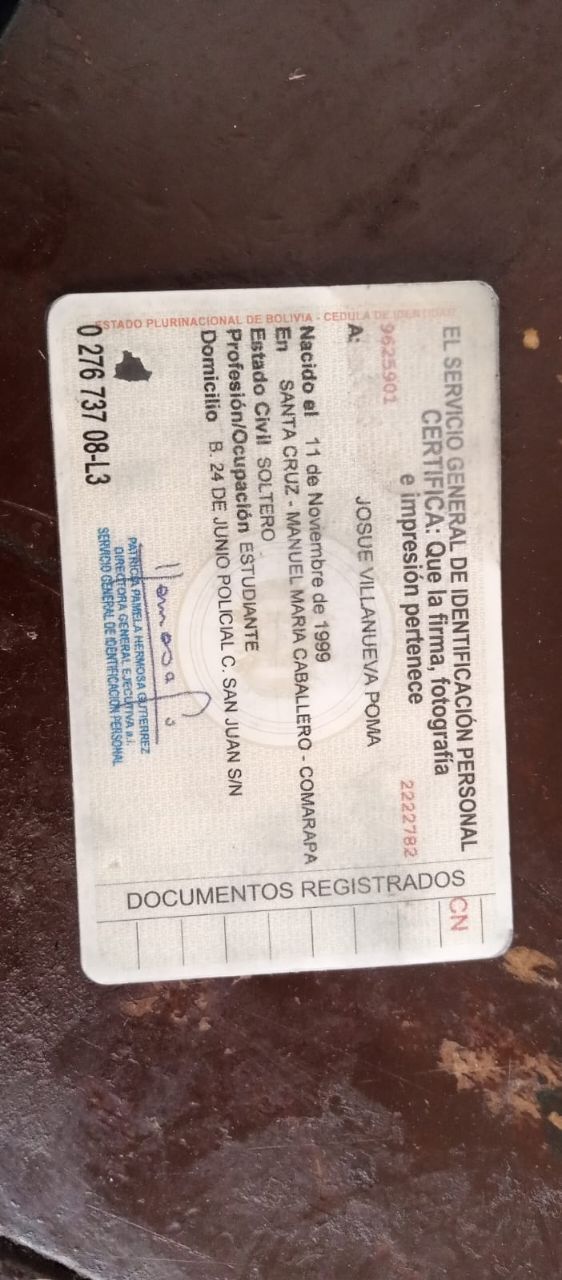 ESTADO PLURINACIONAL DE BOLIVIA - CEDULA DE IDENTIDAD
EL SERVICIO GENERAL DE IDENTIFICACIÓN PERSONAL
CERTIFICA: Que la firma, fotografía
e impresión pertenece
9625901
2222782
A:
JOSUE VILLANUEVA POMA
Nacido el 11 de Noviembre de 1999
En SANTA CRUZ - MANUEL MARIA CABALLERO - COMARAPA
Estado Civil SOLTERO
Profesión/Ocupación ESTUDIANTE
Domicilio B. 24 DE JUNIO POLICIAL C. SAN JUAN S/N
PATRICIA PAMELA HERMOSA GUTIERREZ
DIRECTORA GENERAL EJECUTIVA a.i.
SERVICIO GENERAL DE IDENTIFICACION PERSONAL
0 276 737 08-L3
DOCUMENTOS REGISTRADOS
CN